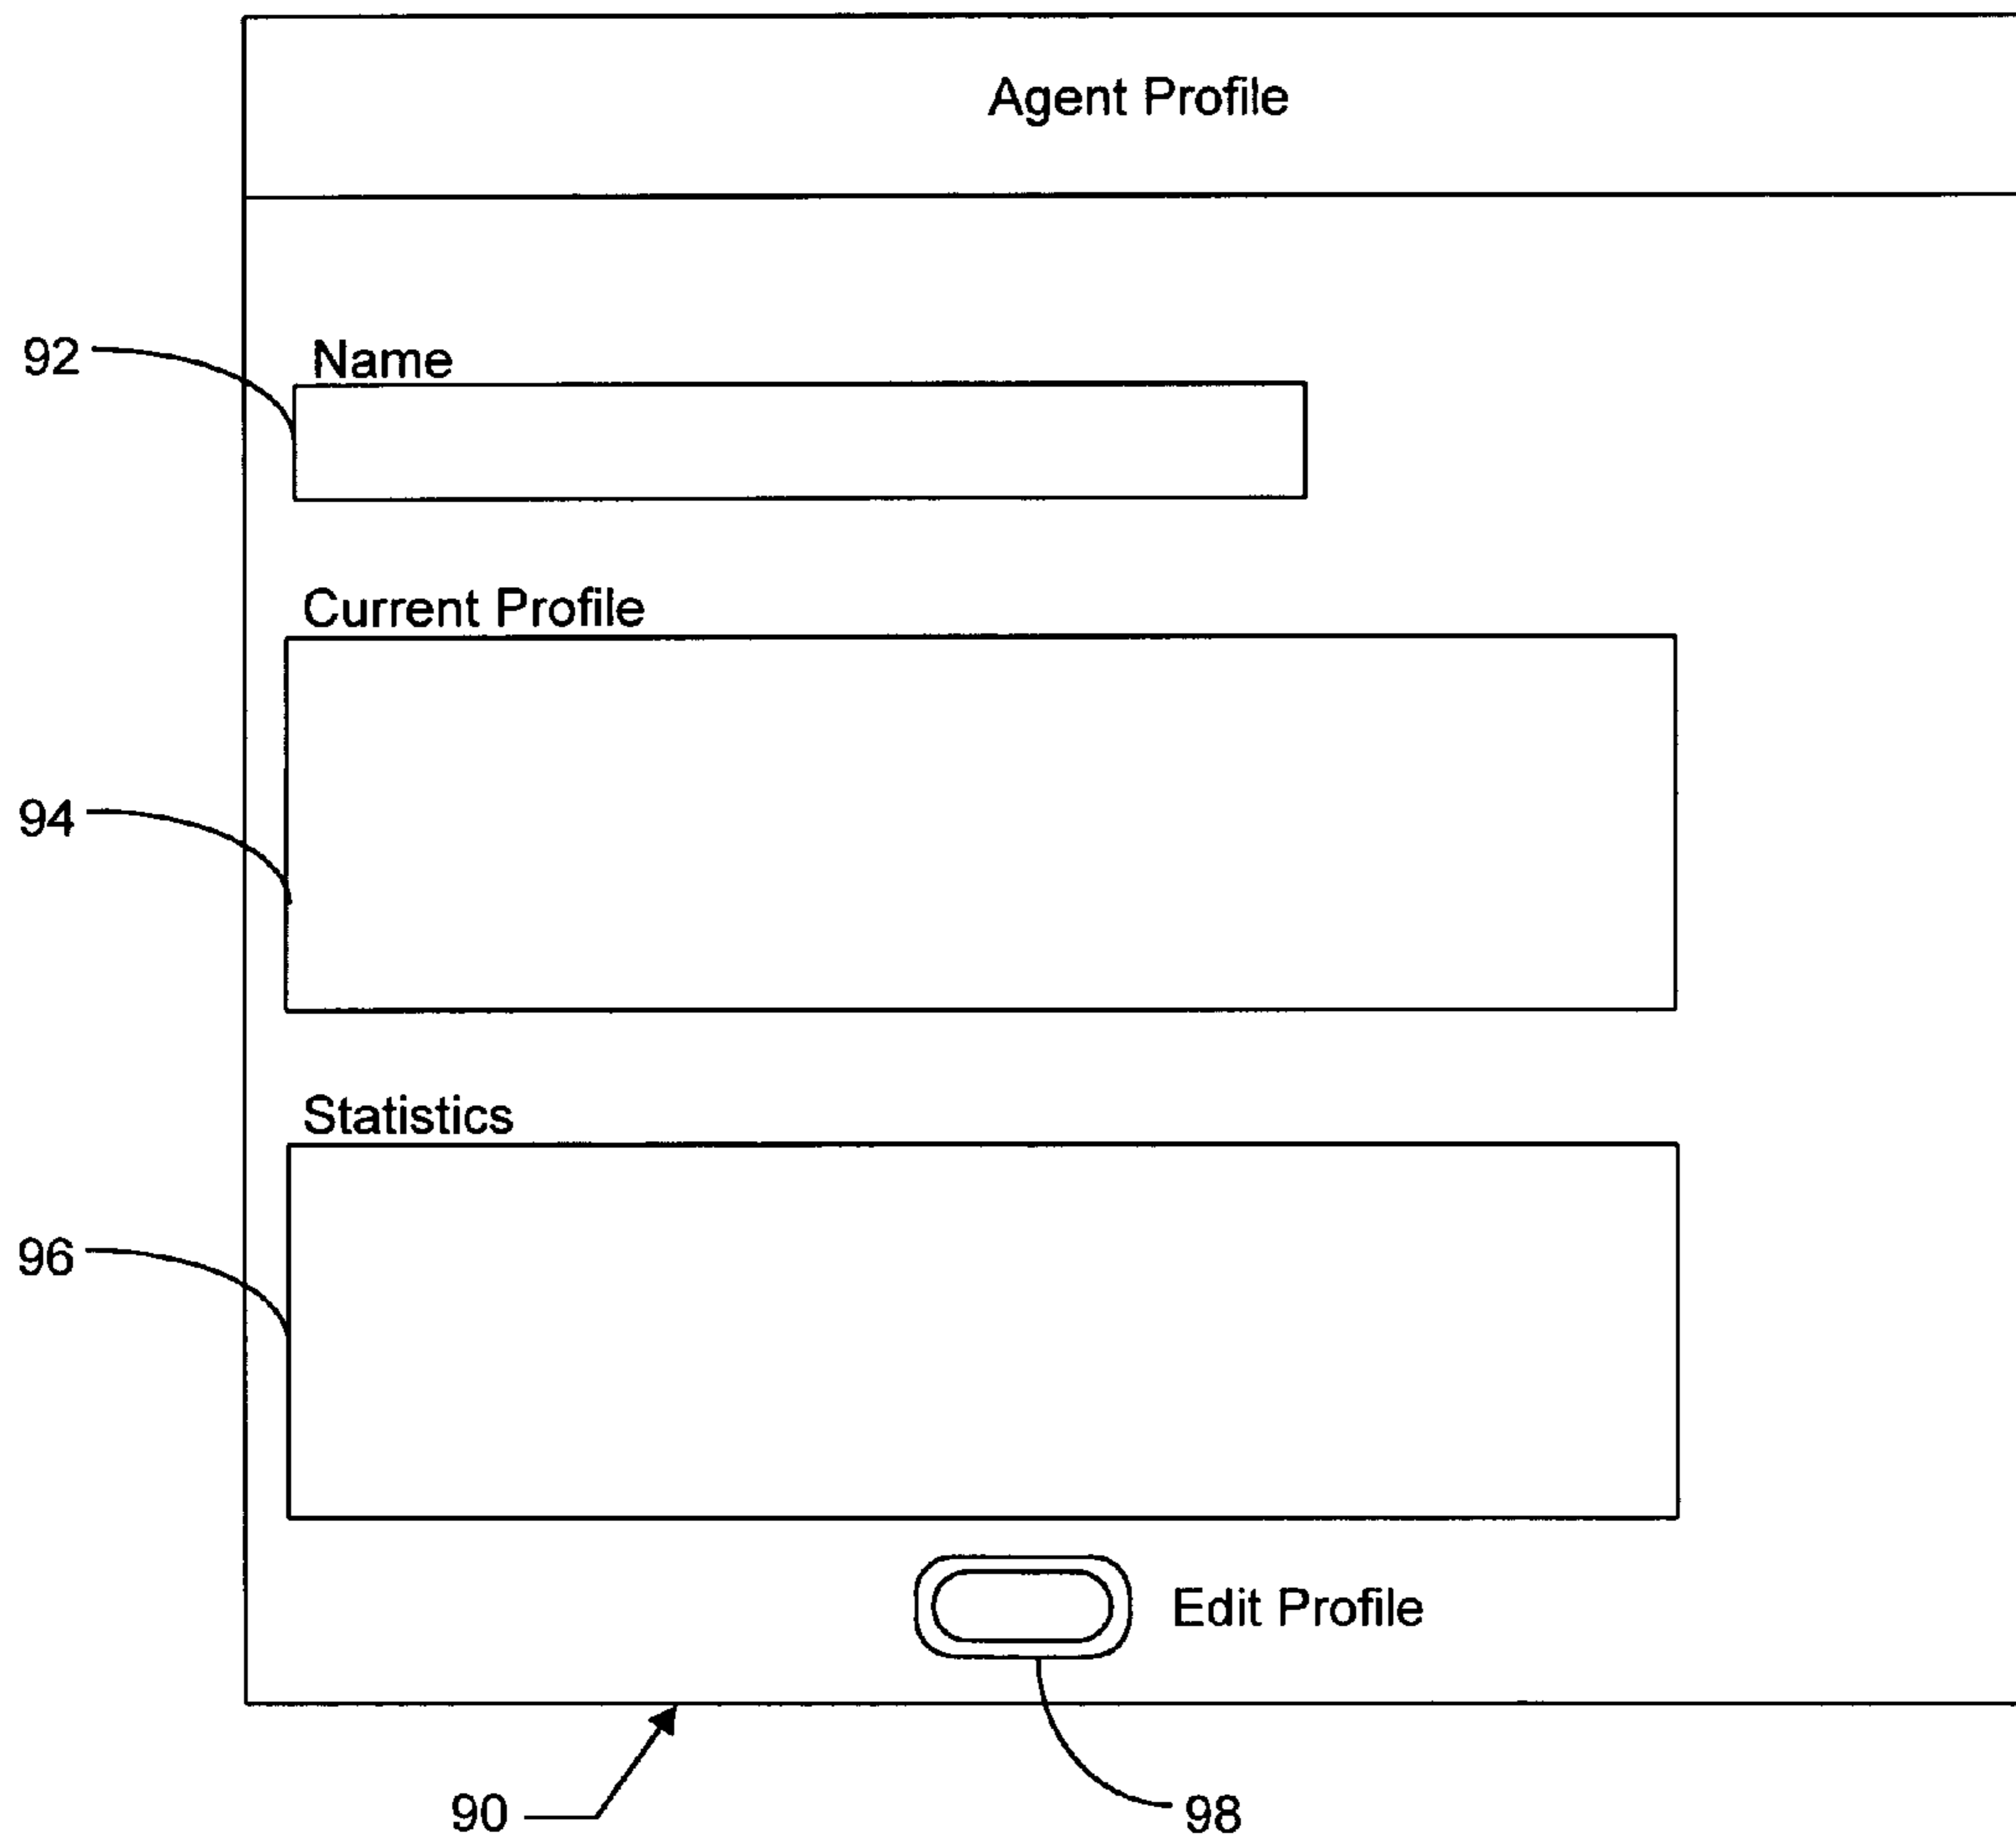 Agent Profile
92
Name
Current Profile
94
Statistics
96
Edit Profile
90
98